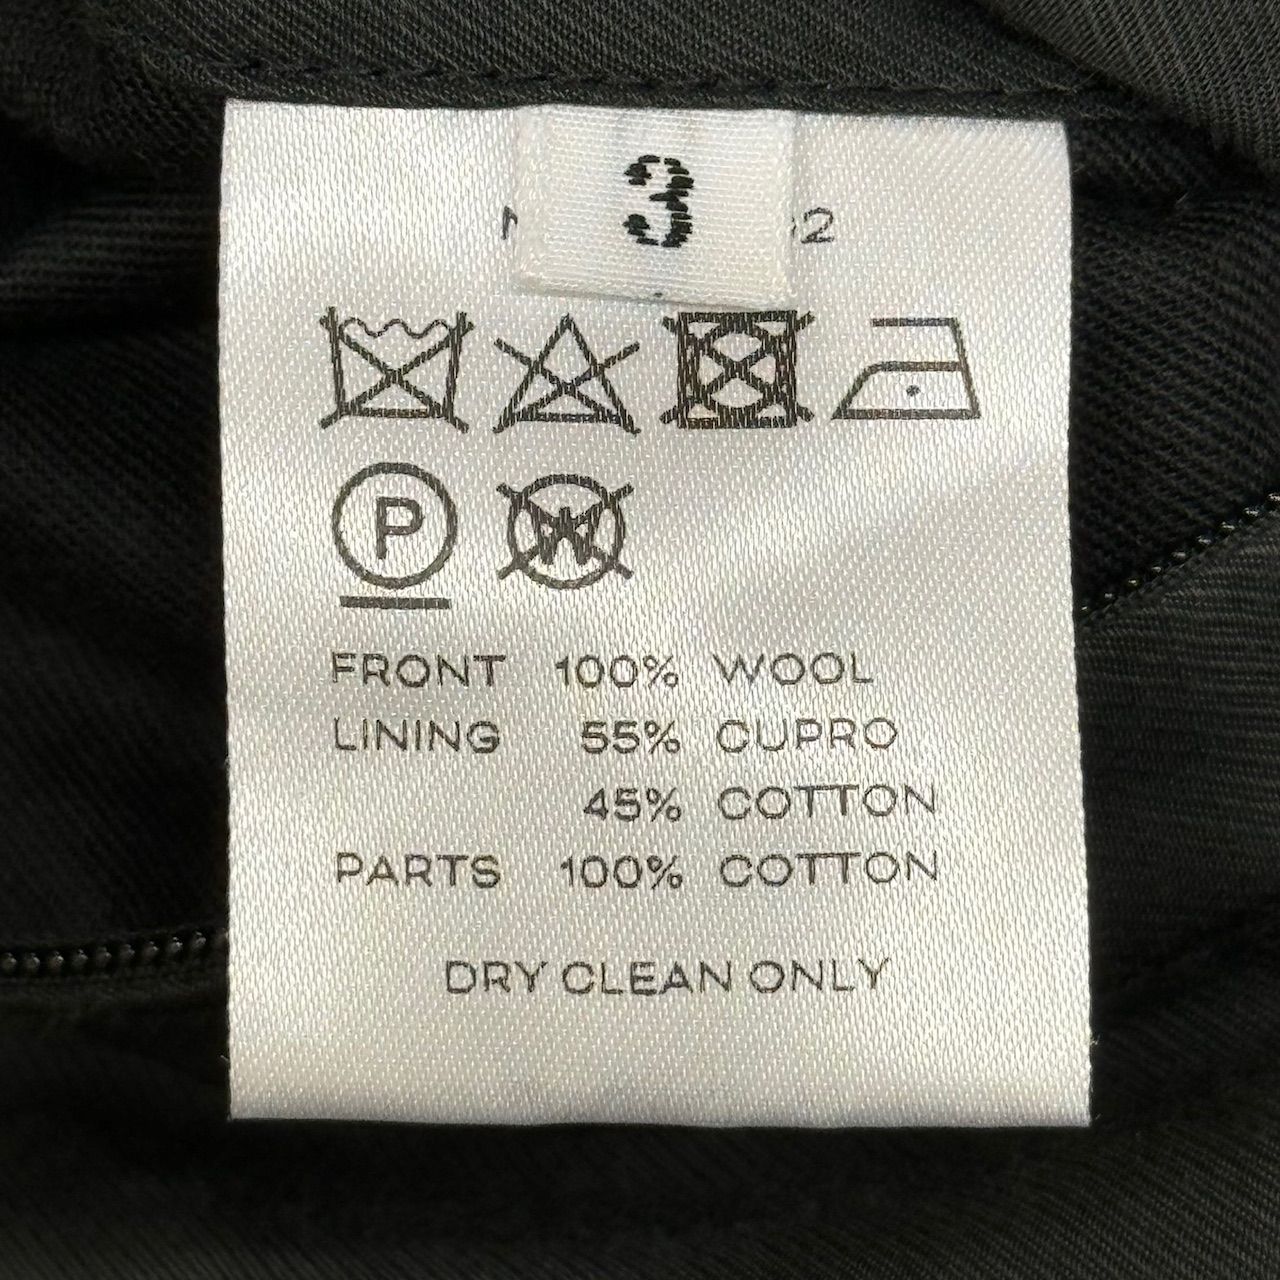 3
P
W
FRONT 100% WOOL
LINING 55% CUPRO
45% COTTON
PARTS 100% COTTON
DRY CLEAN ONLY